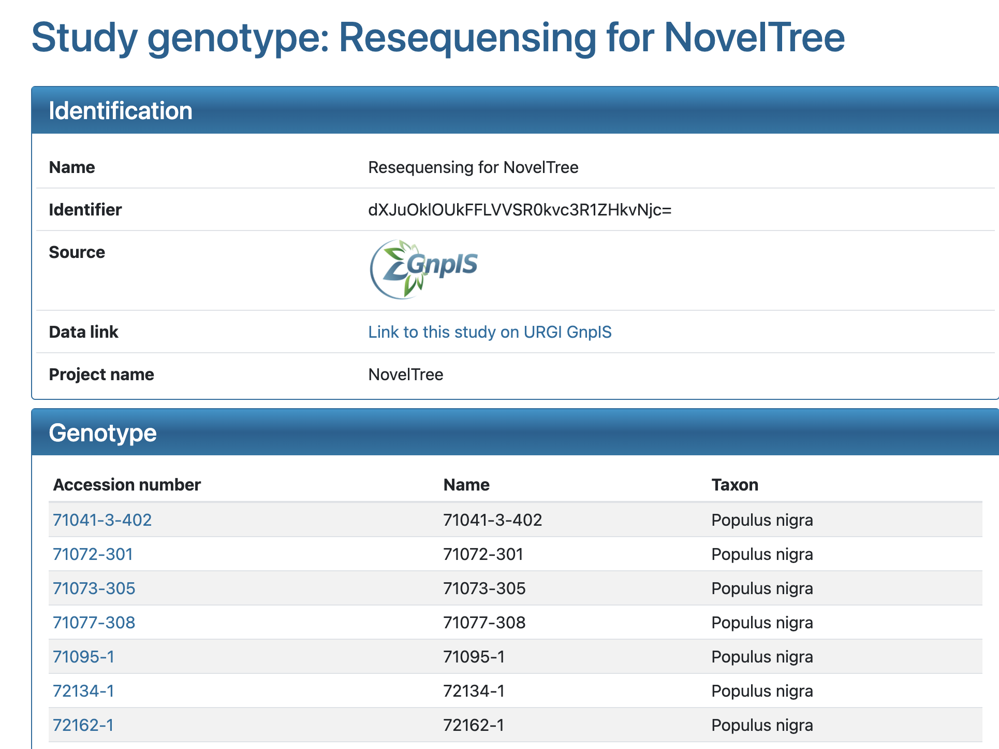 Study genotype: Resequensing for NovelTree
Identification
Name Resequensing for NovelTree
Identifier dXJuOklOUkFFLVVSR0kvc3R1ZHkvNjc=
Source GnpIS
Data link Link to this study on URGI GnpIS
Project name NovelTree
Genotype
Accession number Name Taxon
71041-3-402 71041-3-402 Populus nigra
71072-301 71072-301 Populus nigra
71073-305 71073-305 Populus nigra
71077-308 71077-308 Populus nigra
71095-1 71095-1 Populus nigra
72134-1 72134-1 Populus nigra
72162-1 72162-1 Populus nigra